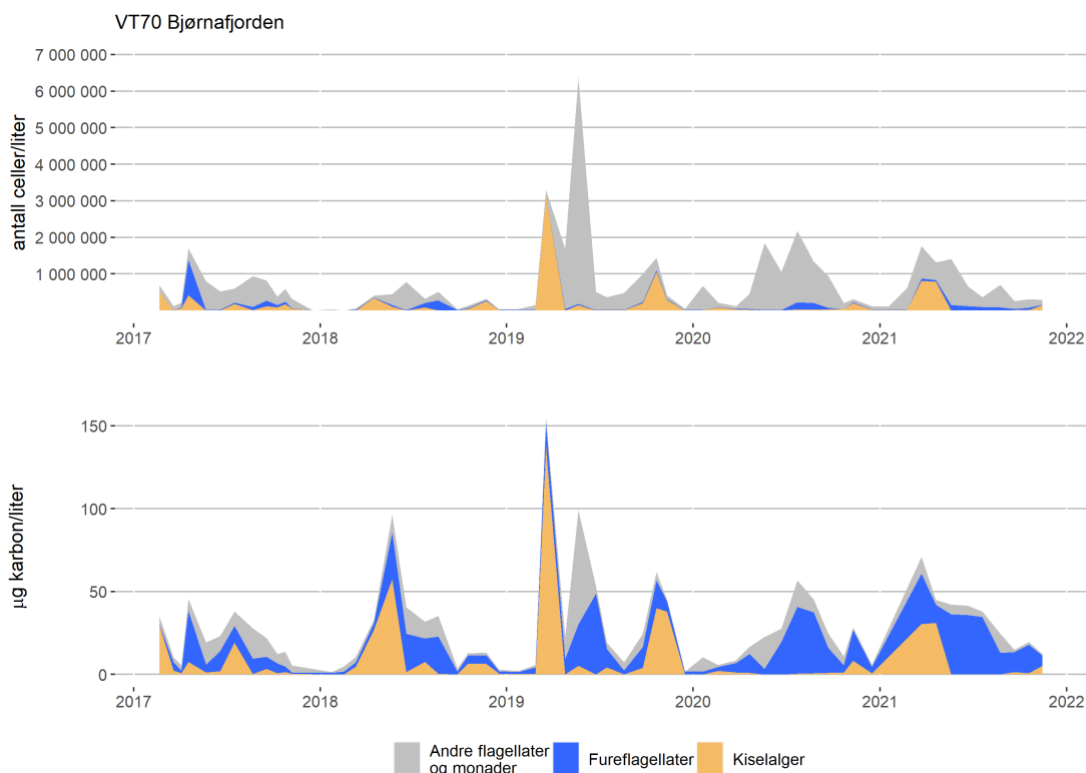 VT70 Bjørnafjorden
antall celler/liter
7 000 000
6 000 000
5 000 000
4 000 000
3 000 000
2 000 000
1 000 000
2017 2018 2019 2020 2021 2022
µg karbon/liter
150
100
50
0
2017 2018 2019 2020 2021 2022
Andre flagellater
og monader
Fureflagellater
Kiselalger